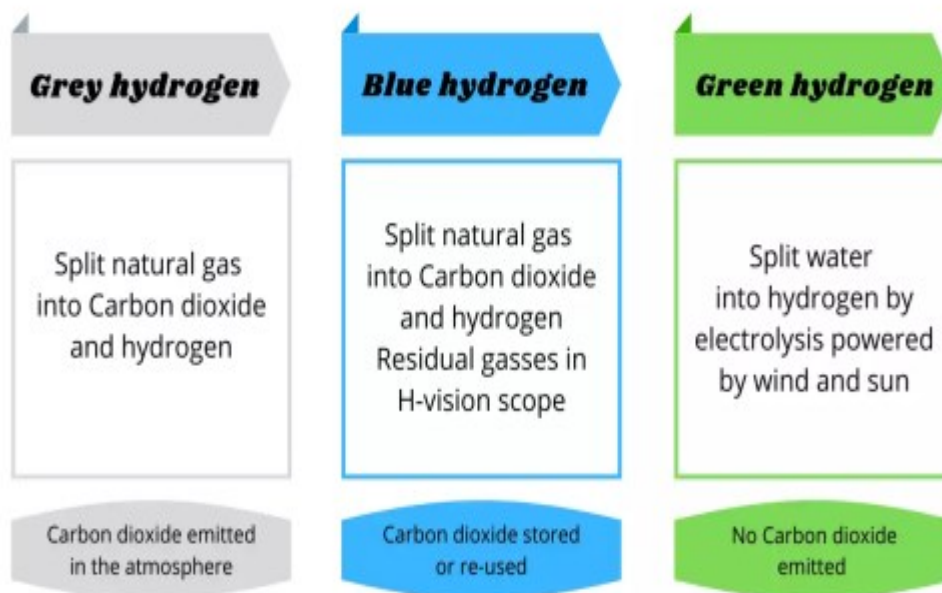 Grey hydrogen
Split natural gas
into Carbon dioxide
and hydrogen
Carbon dioxide emitted
in the atmosphere
Blue hydrogen
Split natural gas
into Carbon dioxide
and hydrogen
Residual gasses in
H-vision scope
Carbon dioxide stored
or re-used
Green hydrogen
Split water
into hydrogen by
electrolysis powered
by wind and sun
No Carbon dioxide
emitted